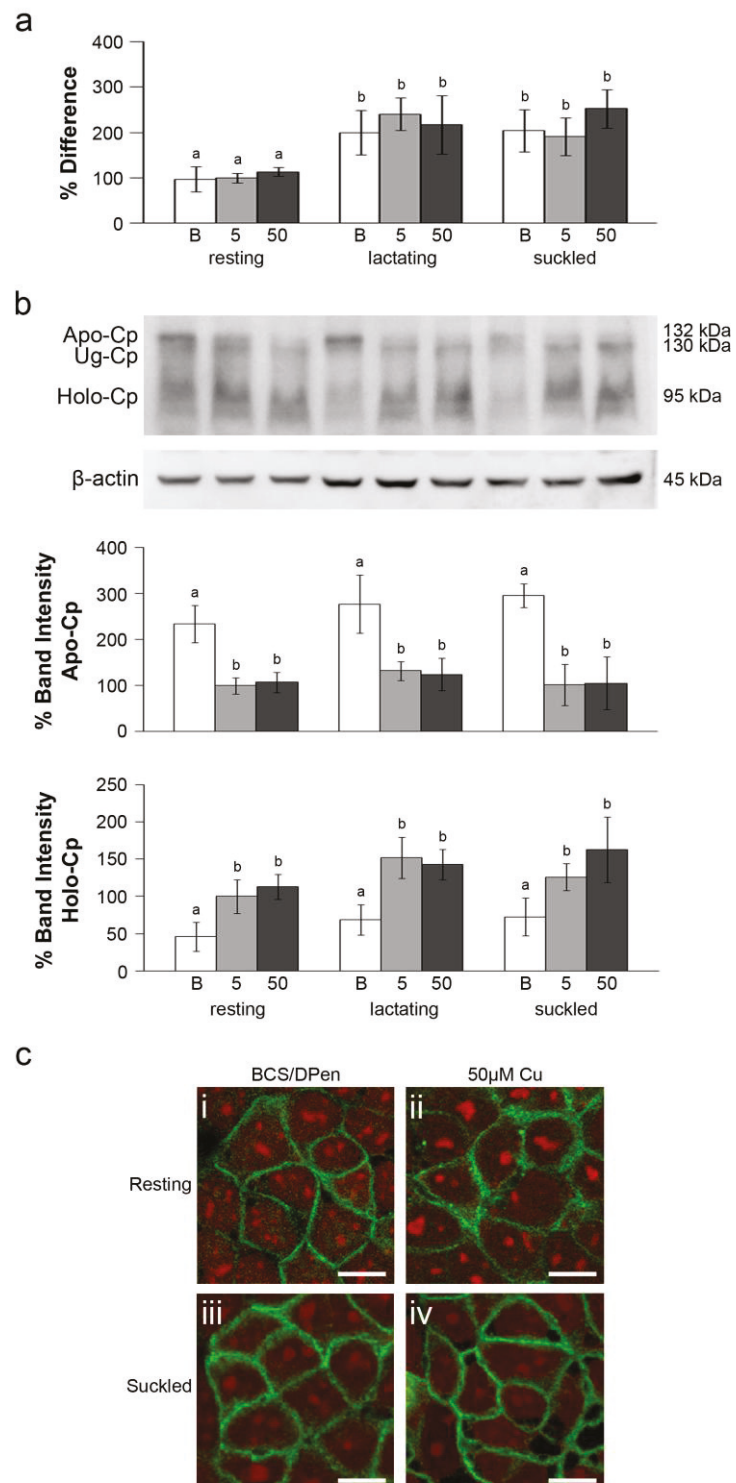 a
% Difference
400
300
200
100
0
a a a b b b b b b
B 5 50 B 5 50 B 5 50
resting lactating suckled
b
Apo-Cp
Ug-Cp
Holo-Cp
132 kDa
130 kDa
95 kDa
β-actin
45 kDa
% Band Intensity
Apo-Cp
400
300
200
100
0
a b b a b b a b b
% Band Intensity
Holo-Cp
250
200
150
100
50
0
a b b a b b a b b
B 5 50 B 5 50 B 5 50
resting lactating suckled
c
BCS/DPen 50µM Cu
Resting
i ii
Suckled
iii iv